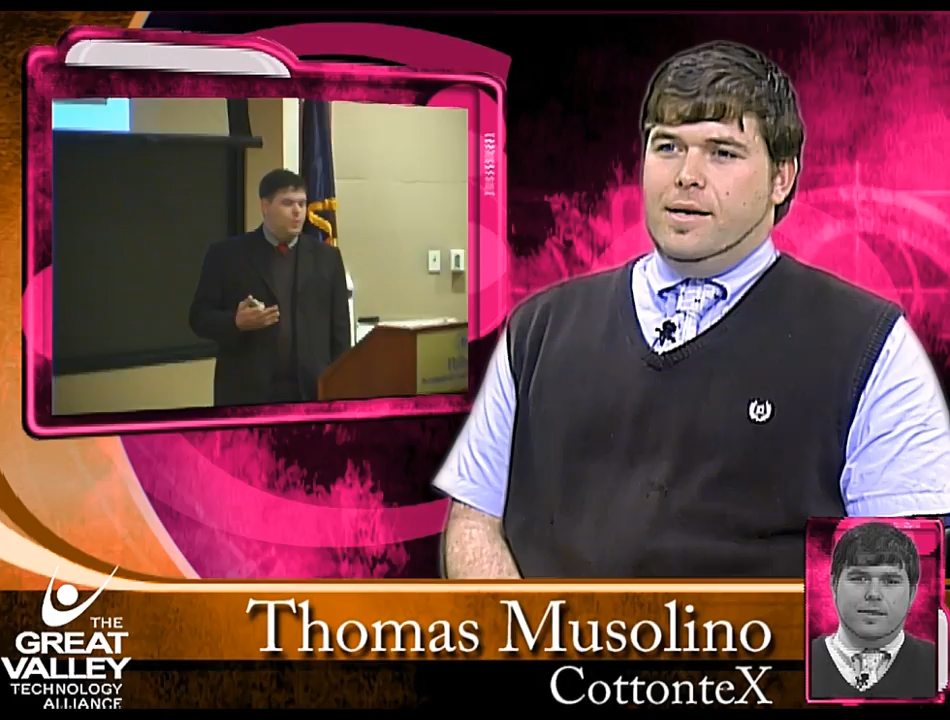 Thomas Musolino
CottonteX
THE
GREAT
VALLEY
TECHNOLOGY
ALLIANCE